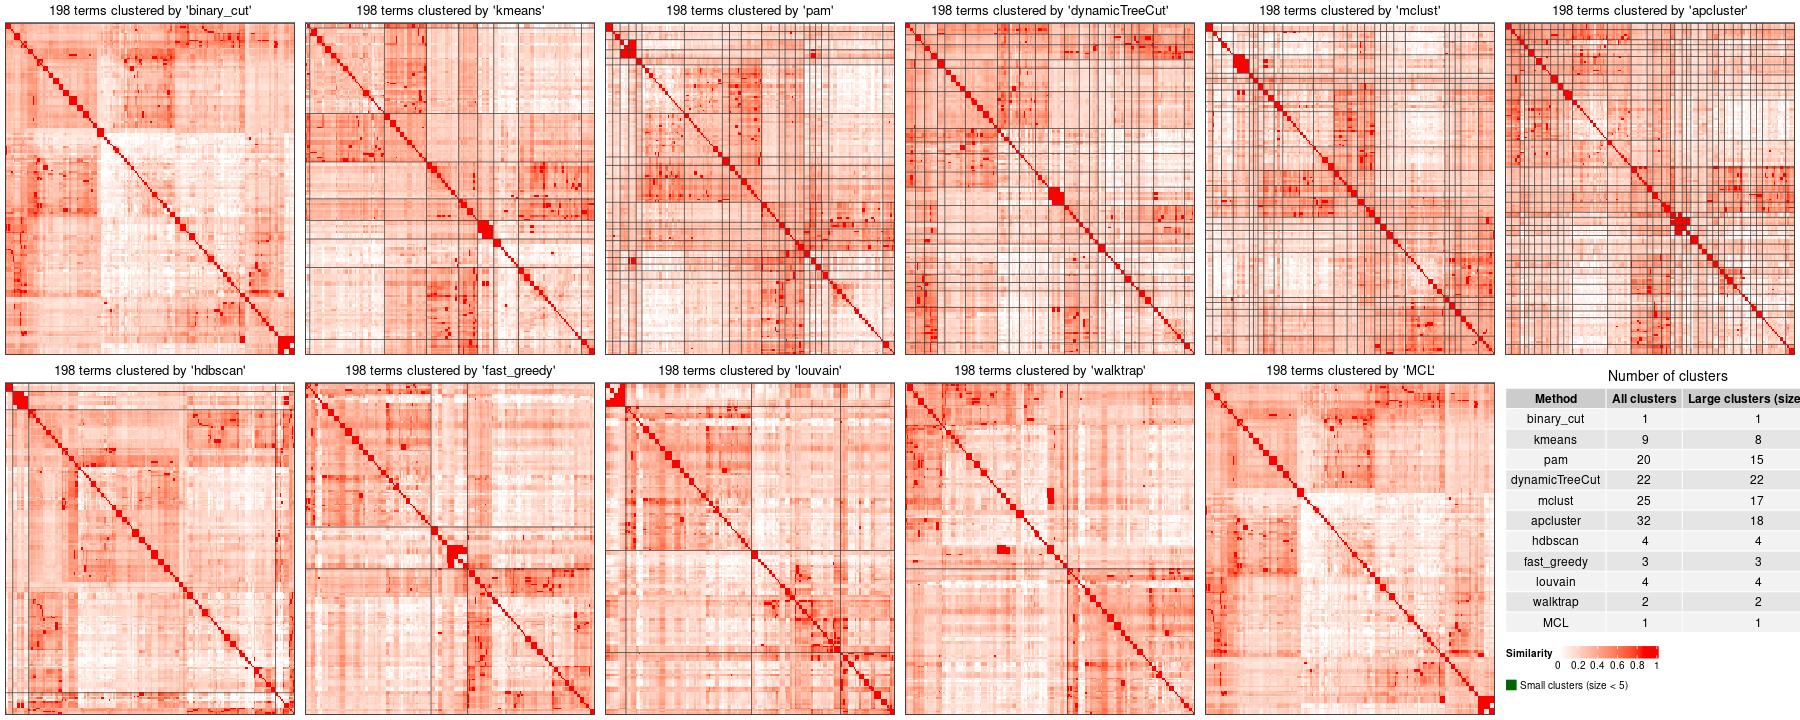 198 terms clustered by 'binary_cut'
198 terms clustered by 'kmeans'
198 terms clustered by 'pam'
198 terms clustered by 'dynamicTreeCut'
198 terms clustered by 'mclust'
198 terms clustered by 'apcluster'
198 terms clustered by 'hdbscan'
198 terms clustered by 'fast_greedy'
198 terms clustered by 'louvain'
198 terms clustered by 'walktrap'
198 terms clustered by 'MCL'
Number of clusters
Method All clusters Large clusters (size
binary_cut 1 1
kmeans 9 8
pam 20 15
dynamicTreeCut 22 22
mclust 25 17
apcluster 32 18
hdbscan 4 4
fast_greedy 3 3
louvain 4 4
walktrap 2 2
MCL 1 1
Similarity
0 0.2 0.4 0.6 0.8 1
Small clusters (size < 5)